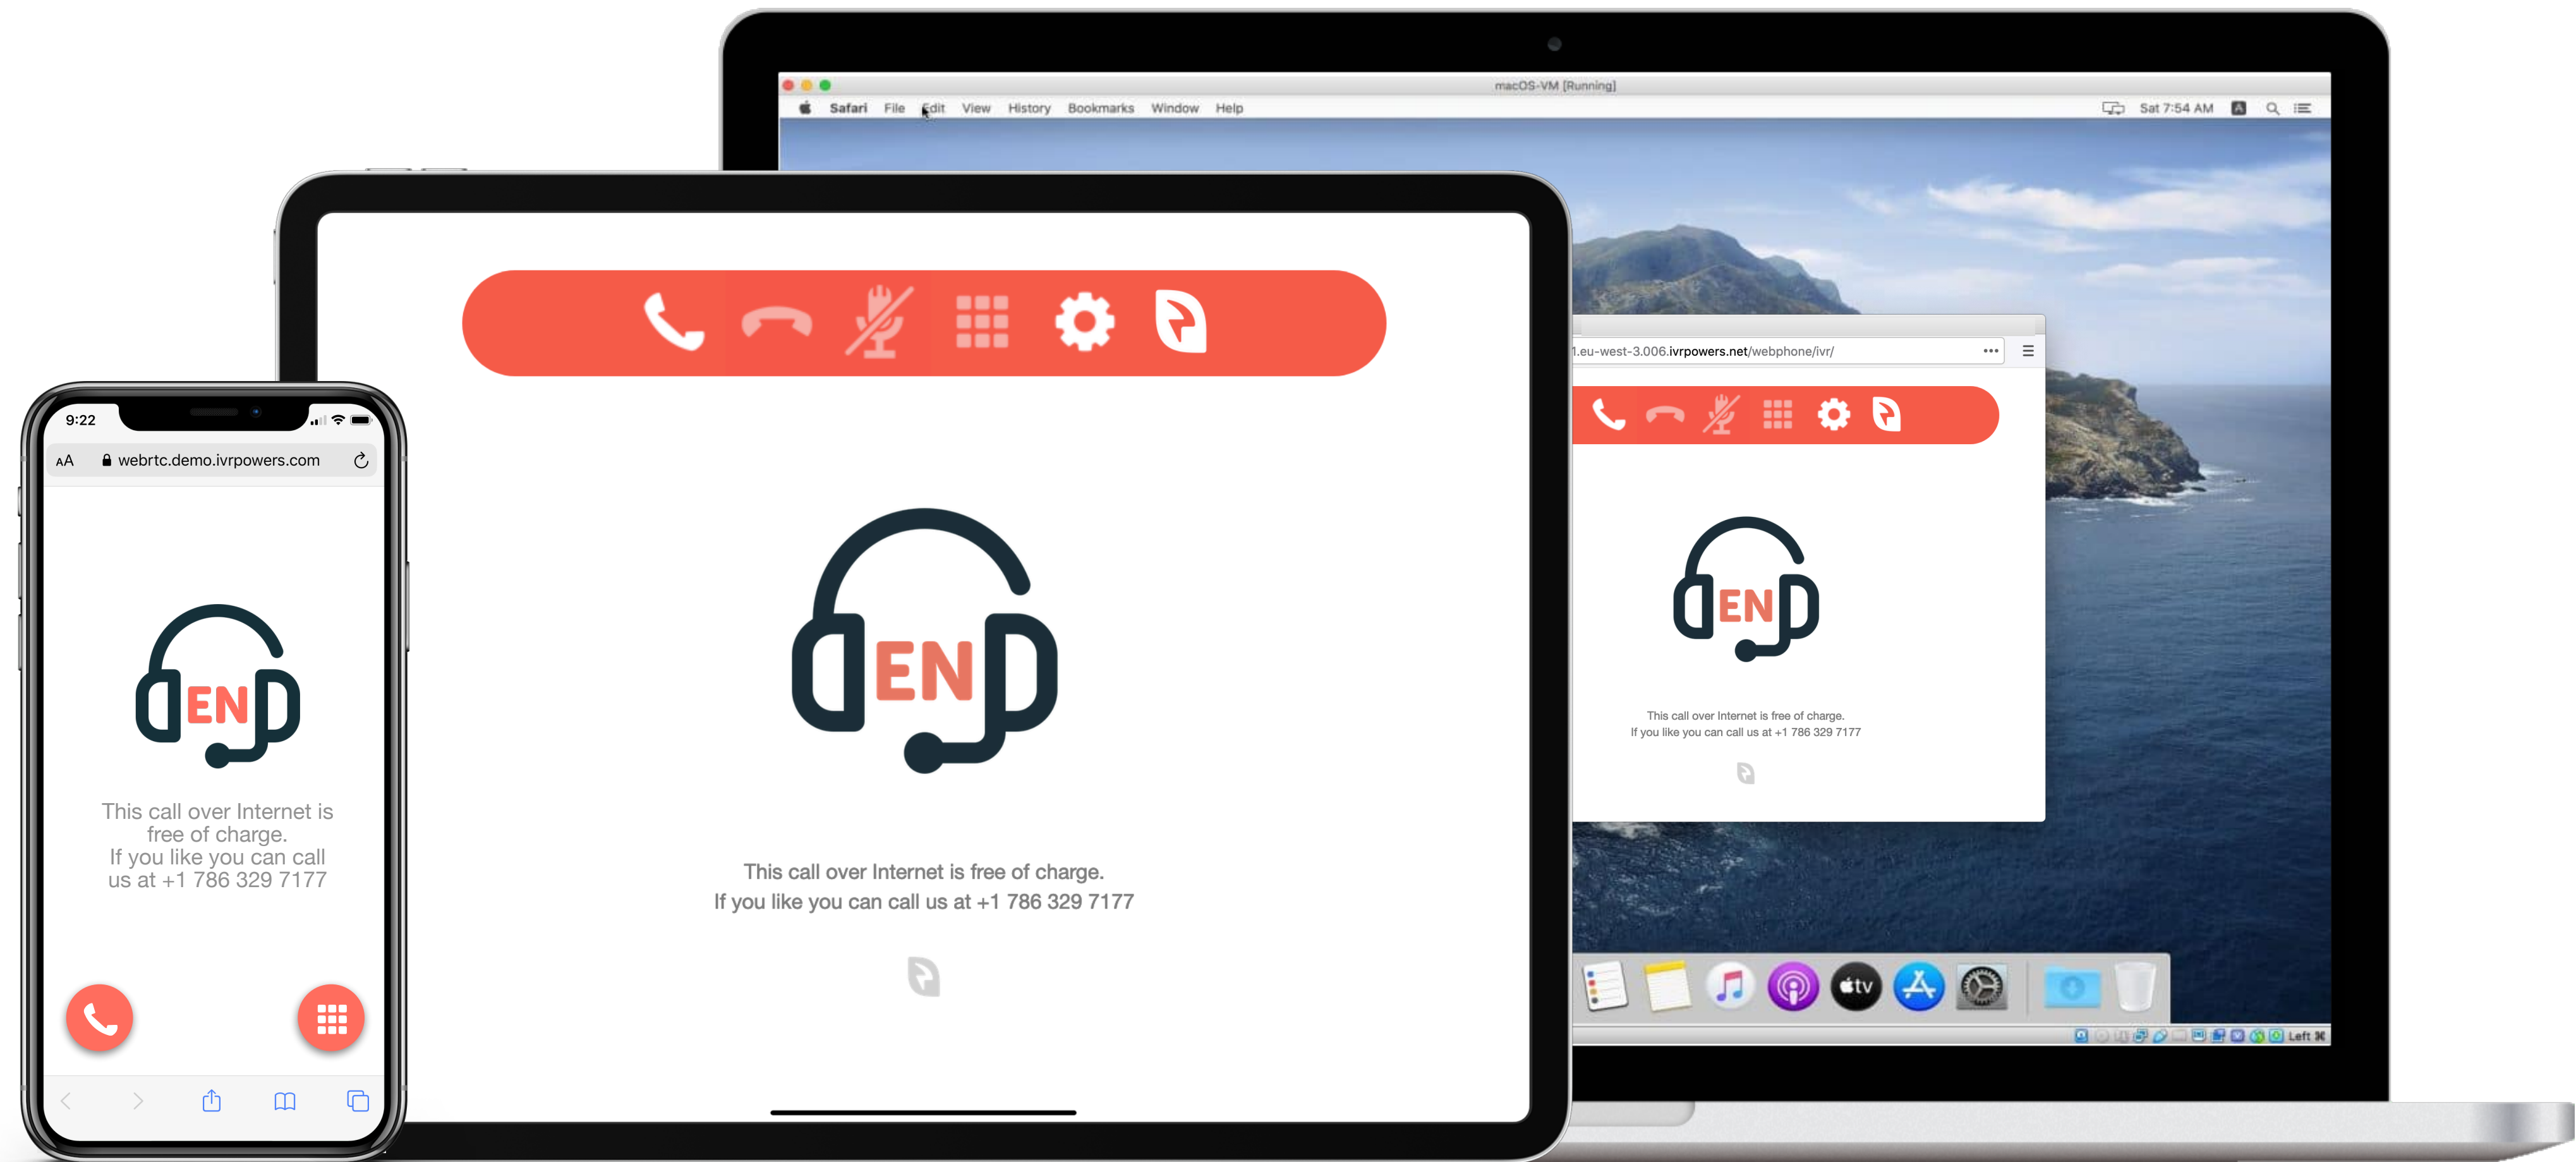 macOS-VM [Running]
Safari File Edit View History Bookmarks Window Help
Sat 7:54 AM A
1.eu-west-3.006.ivrpowers.net/webphone/ivr/
EN
This call over Internet is free of charge.
If you like you can call us at +1 786 329 7177
tv
Left ⌘
EN
This call over Internet is free of charge.
If you like you can call us at +1 786 329 7177
9:22
AA webrtc.demo.ivrpowers.com
EN
This call over Internet is
free of charge.
If you like you can call
us at +1 786 329 7177